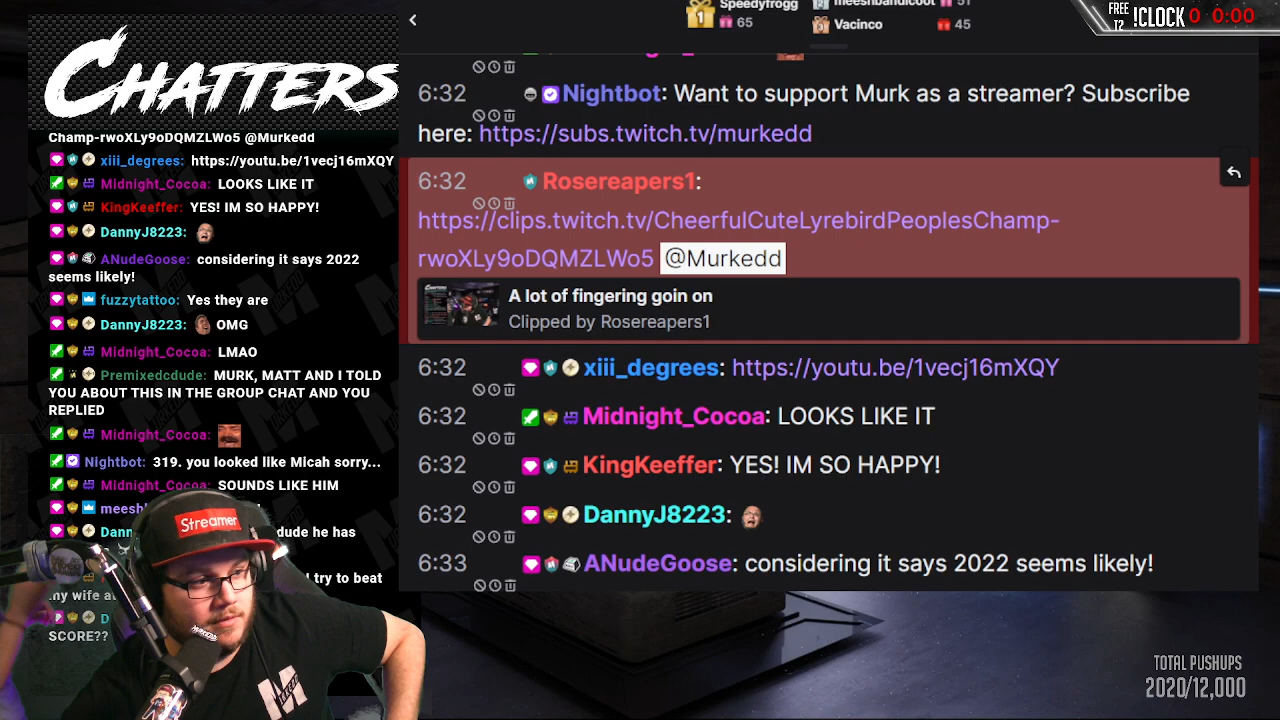 CHATTERS
Champ-rwoXLy9oDQMZLWo5 @Murkedd
xiii_degrees: https://youtu.be/1vecj16mXQY
Midnight_Cocoa: LOOKS LIKE IT
KingKeeffer: YES! IM SO HAPPY!
DannyJ8223:
ANudeGoose: considering it says 2022
seems likely!
fuzzytattoo: Yes they are
DannyJ8223: OMG
Midnight_Cocoa: LMAO
Premixedcdude: MURK, MATT AND I TOLD
YOU ABOUT THIS IN THE GROUP CHAT AND YOU
REPLIED
Midnight_Cocoa:
Nightbot: 319. you looked like Micah sorry...
Midnight_Cocoa: SOUNDS LIKE HIM
dude he has
I try to beat
my wife
SCORE??
Streamer
Speedyfrogg
1 65
meeshbandicoot 51
Vacinco 45
FREE
12
!CLOCK 0 0:00
6:32 Nightbot: Want to support Murk as a streamer? Subscribe
here: https://subs.twitch.tv/murkedd
6:32 Rosereapers1:
https://clips.twitch.tv/CheerfulCuteLyrebirdPeoplesChamp-
rwoXLy9oDQMZLWo5 @Murkedd
A lot of fingering goin on
Clipped by Rosereapers1
6:32 xiii_degrees: https://youtu.be/1vecj16mXQY
6:32 Midnight_Cocoa: LOOKS LIKE IT
6:32 KingKeeffer: YES! IM SO HAPPY!
6:32 DannyJ8223:
6:33 ANudeGoose: considering it says 2022 seems likely!
TOTAL PUSHUPS
2020/12,000